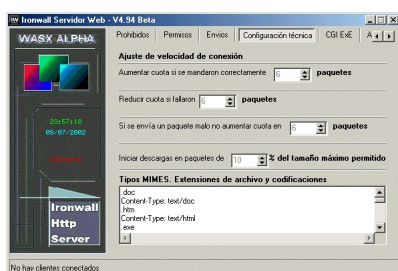 Ironwall Servidor Web - V4.94 Beta
WASX ALPHA
Prohibidos Permisos Envios Configuración técnica CGI ExE A
Ajuste de velocidad de conexión
Aumentar cuota si se mandaron correctamente 6 paquetes
Reducir cuota si fallaron 6 paquetes
Si se envía un paquete malo no aumentar cuota en 6 paquetes
23:57:18
08/07/2002
Iniciar descargas en paquetes de 10 % del tamaño máximo permitido
Tipos MIMES. Extensiones de archivo y codificaciones
.doc
Content-Type: text/doc
.htm
Content-Type: text/html
.exe
Ironwall
Http
Server
No hay clientes conectados